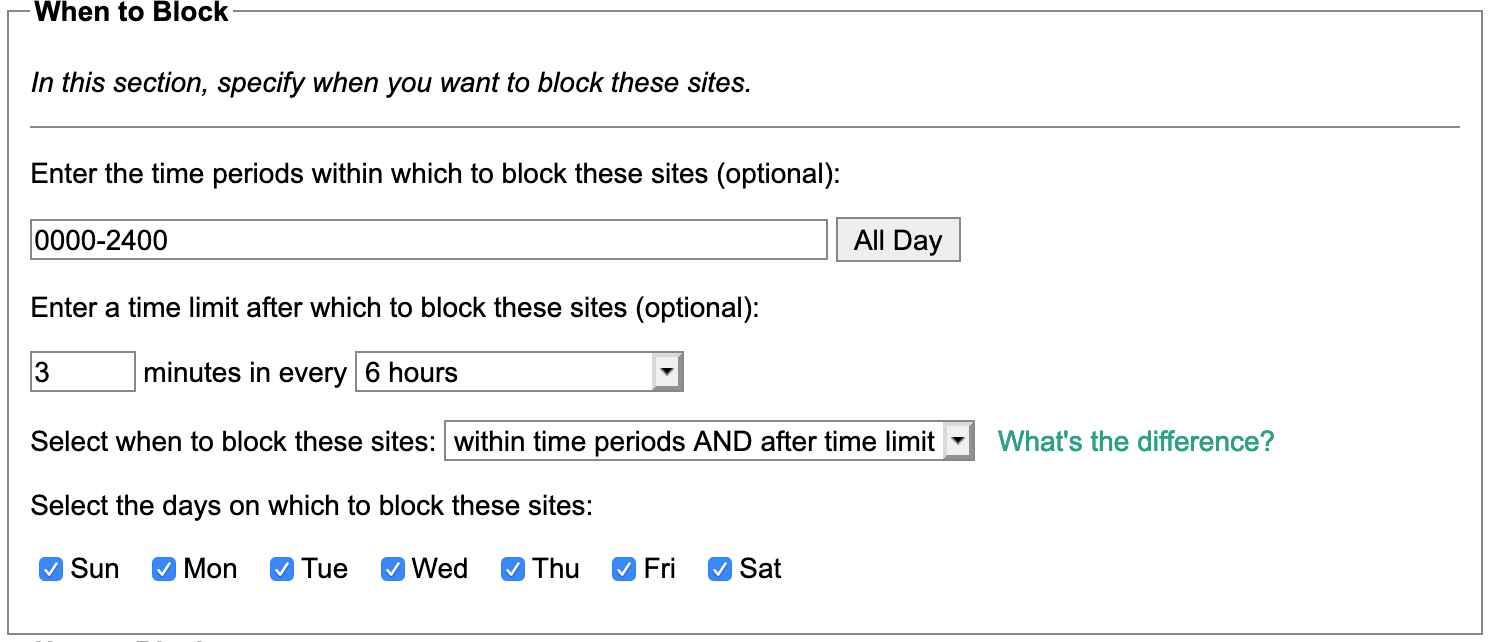 When to Block
In this section, specify when you want to block these sites.
Enter the time periods within which to block these sites (optional):
0000-2400 All Day
Enter a time limit after which to block these sites (optional):
3 minutes in every 6 hours
Select when to block these sites: within time periods AND after time limit What's the difference?
Select the days on which to block these sites:
Sun Mon Tue Wed Thu Fri Sat